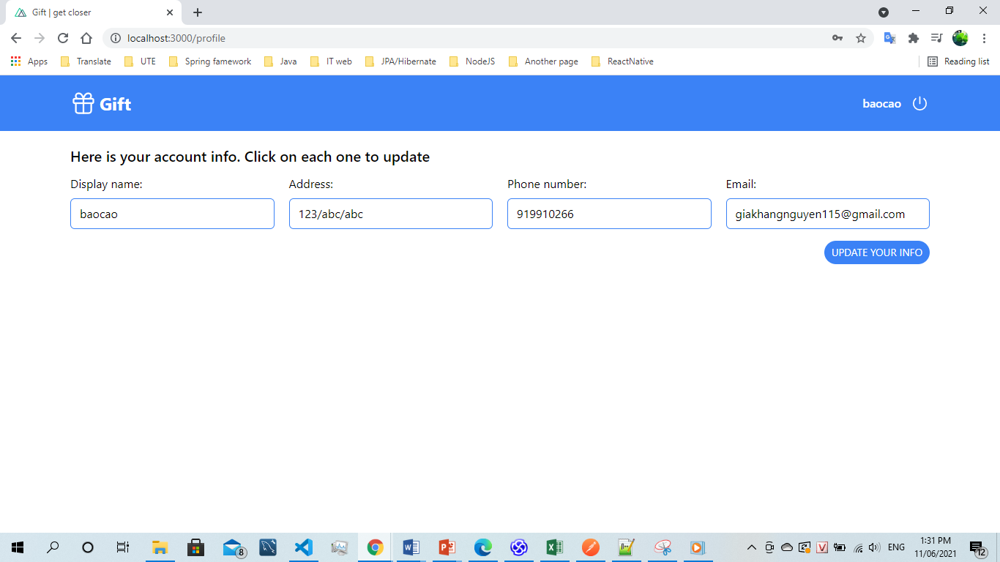 Gift | get closer
localhost:3000/profile
Apps Translate UTE Spring famework Java IT web JPA/Hibernate NodeJS Another page ReactNative Reading list
Gift baocao
Here is your account info. Click on each one to update
Display name: Address: Phone number: Email:
baocao 123/abc/abc 919910266 giakhangnguyen115@gmail.com
UPDATE YOUR INFO
8 ENG 1:31 PM
11/06/2021 12